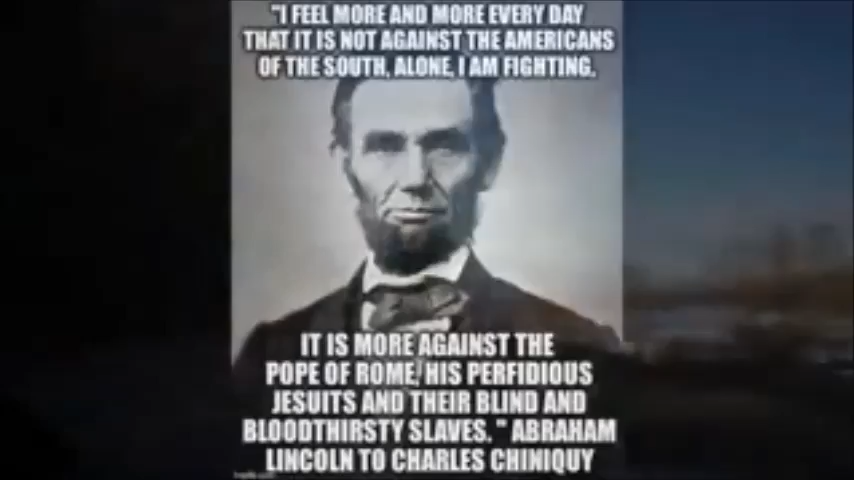 "I FEEL MORE AND MORE EVERY DAY
THAT IT IS NOT AGAINST THE AMERICANS
OF THE SOUTH, ALONE, I AM FIGHTING.
IT IS MORE AGAINST THE
POPE OF ROME, HIS PERFIDIOUS
JESUITS AND THEIR BLIND AND
BLOODTHIRSTY SLAVES." ABRAHAM
LINCOLN TO CHARLES CHINIQUY